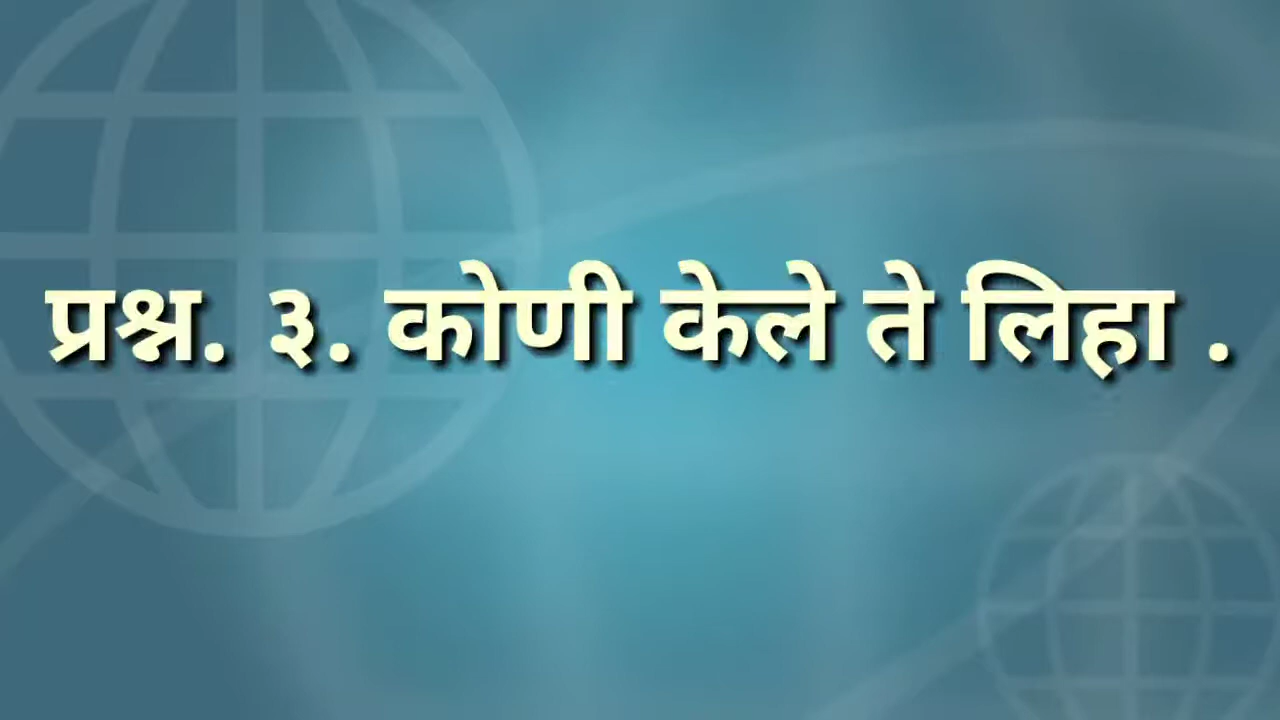 प्रश्न. ३. कोणी केले ते लिहा .